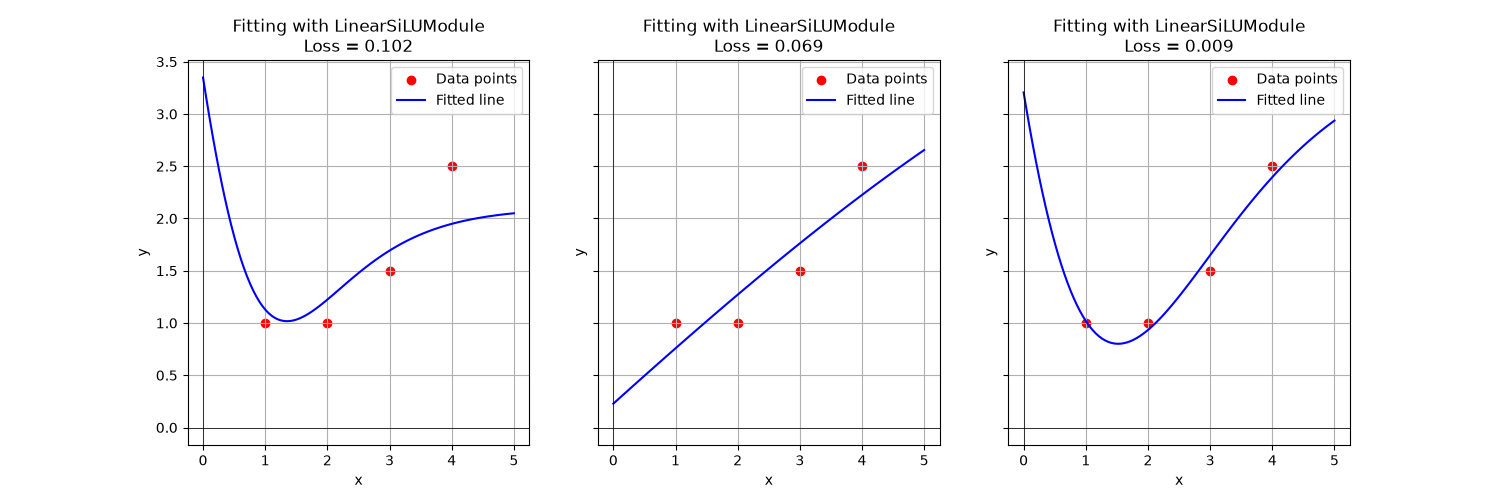 Fitting with LinearSiLUModule
Loss = 0.102
Data points
Fitted line
3.5
3.0
2.5
2.0
1.5
1.0
0.5
0.0
y
0 1 2 3 4 5
x
Fitting with LinearSiLUModule
Loss = 0.069
Data points
Fitted line
y
0 1 2 3 4 5
x
Fitting with LinearSiLUModule
Loss = 0.009
Data points
Fitted line
y
0 1 2 3 4 5
x